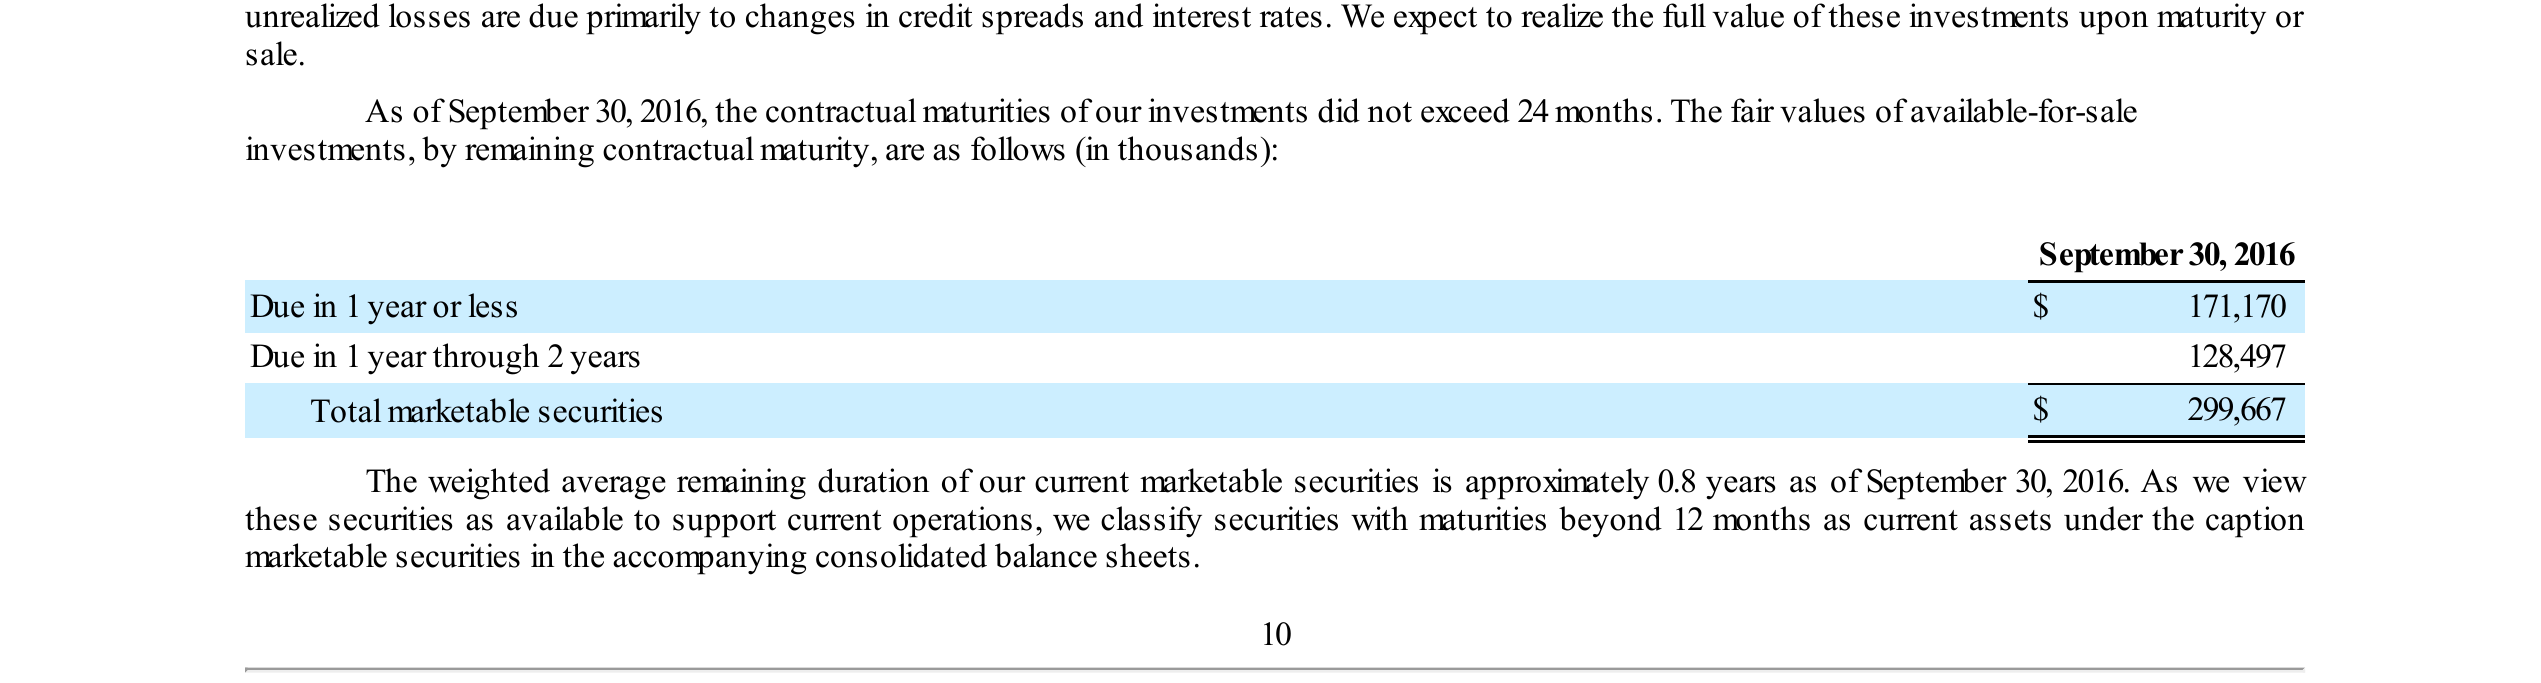 unrealized losses are due primarily to changes in credit spreads and interest rates. We expect to realize the full value of these investments upon maturity or
sale.
As of September 30, 2016, the contractual maturities of our investments did not exceed 24 months. The fair values of available-for-sale
investments, by remaining contractual maturity, are as follows (in thousands):
September 30, 2016
Due in 1 year or less $ 171,170
Due in 1 year through 2 years 128,497
Total marketable securities $ 299,667
The weighted average remaining duration of our current marketable securities is approximately 0.8 years as of September 30, 2016. As we view
these securities as available to support current operations, we classify securities with maturities beyond 12 months as current assets under the caption
marketable securities in the accompanying consolidated balance sheets.
10